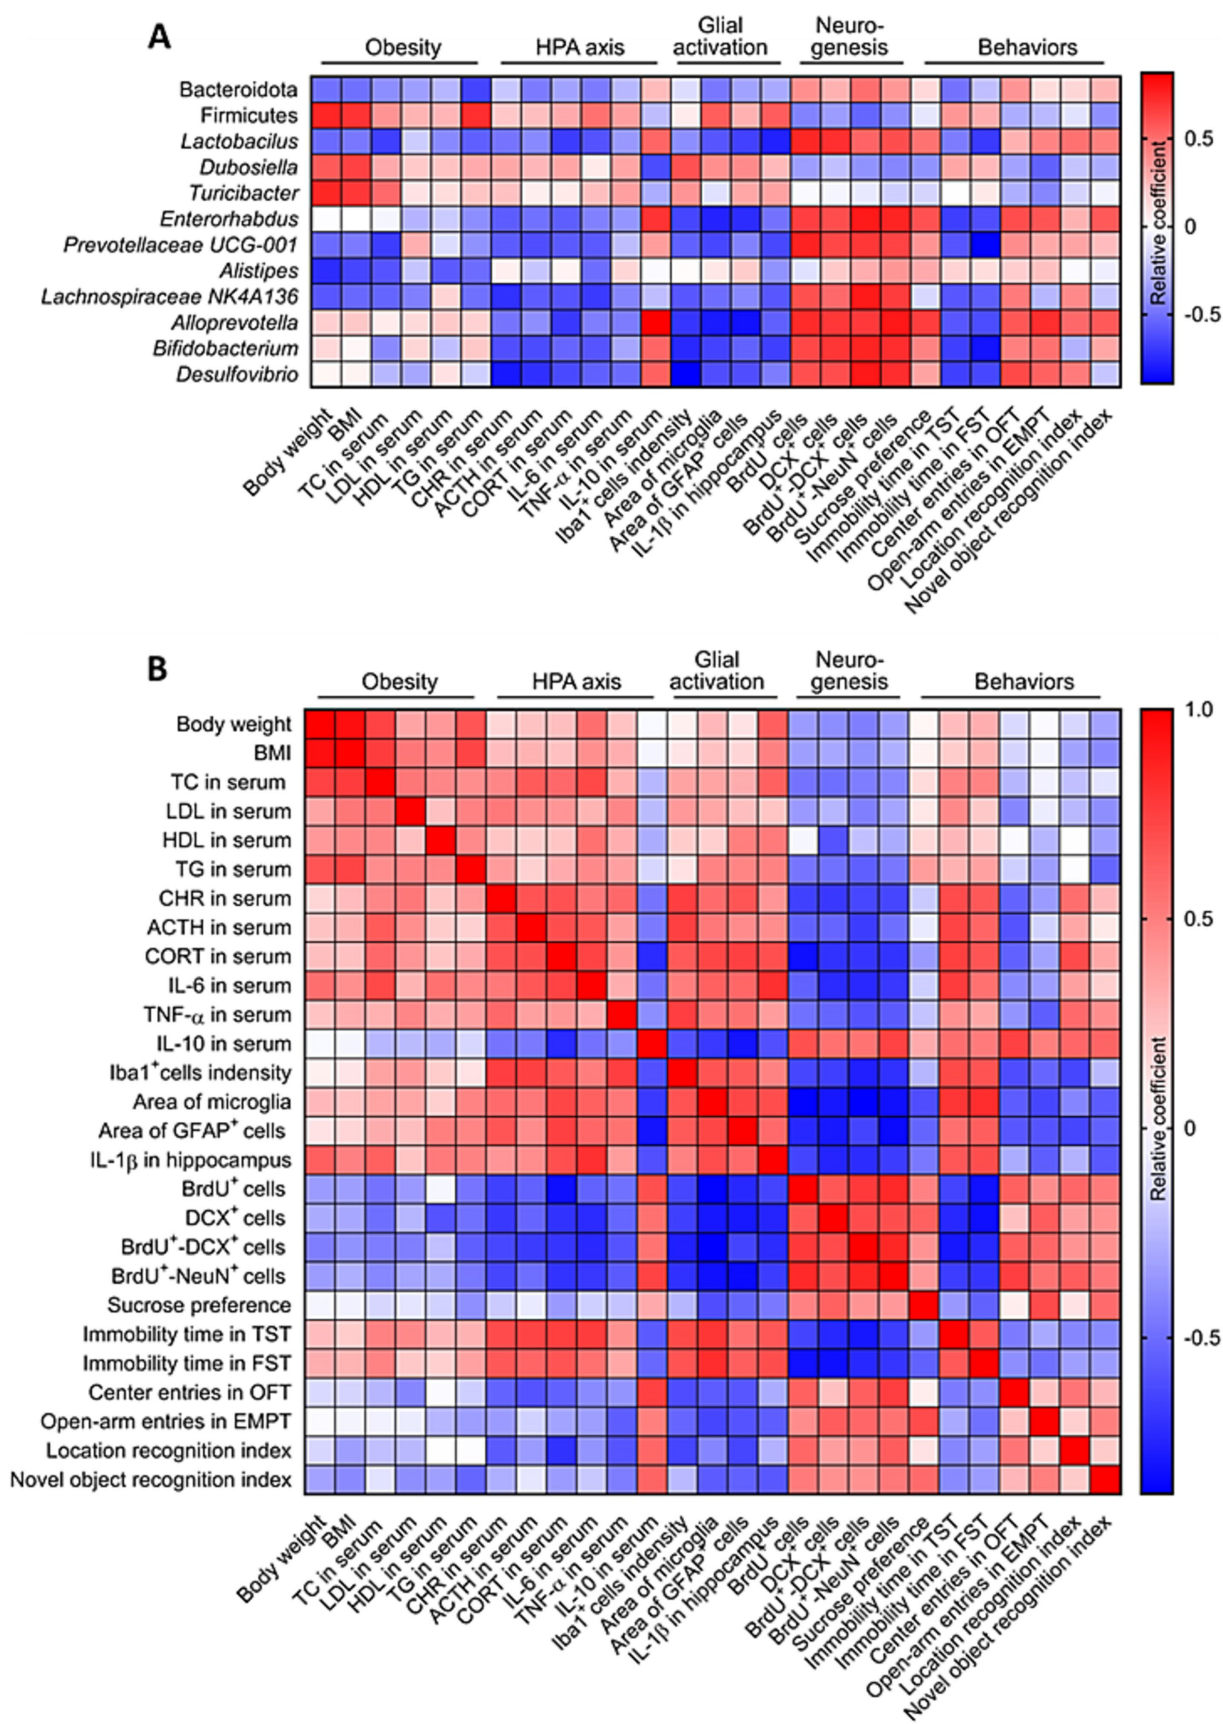 A
Obesity
HPA axis
Glial
activation
Neuro-
genesis
Behaviors
Bacteroidota
Firmicutes
Lactobacilus
Dubosiella
Turicibacter
Enterorhabdus
Prevotellaceae UCG-001
Alistipes
Lachnospiraceae NK4A136
Alloprevotella
Bifidobacterium
Desulfovibrio
0.5
0
-0.5
Relative coefficient
Body weight
BMI
TC in serum
LDL in serum
HDL in serum
TG in serum
CHR in serum
ACTH in serum
CORT in serum
IL-6 in serum
TNF-α in serum
IL-10 in serum
Iba1⁺ cells indensity
Area of microglia
Area of GFAP⁺ cells
IL-1β in hippocampus
BrdU⁺ cells
DCX⁺ cells
BrdU⁺-DCX⁺ cells
BrdU⁺-NeuN⁺ cells
Sucrose preference
Immobility time in TST
Immobility time in FST
Center entries in OFT
Open-arm entries in EMPT
Location recognition index
Novel object recognition index
B
Obesity
HPA axis
Glial
activation
Neuro-
genesis
Behaviors
Body weight
BMI
TC in serum
LDL in serum
HDL in serum
TG in serum
CHR in serum
ACTH in serum
CORT in serum
IL-6 in serum
TNF-α in serum
IL-10 in serum
Iba1⁺cells indensity
Area of microglia
Area of GFAP⁺ cells
IL-1β in hippocampus
BrdU⁺ cells
DCX⁺ cells
BrdU⁺-DCX⁺ cells
BrdU⁺-NeuN⁺ cells
Sucrose preference
Immobility time in TST
Immobility time in FST
Center entries in OFT
Open-arm entries in EMPT
Location recognition index
Novel object recognition index
1.0
0.5
0
-0.5
Relative coefficient
Body weight
BMI
TC in serum
LDL in serum
HDL in serum
TG in serum
CHR in serum
ACTH in serum
CORT in serum
IL-6 in serum
TNF-α in serum
IL-10 in serum
Iba1⁺ cells indensity
Area of microglia
Area of GFAP⁺ cells
IL-1β in hippocampus
BrdU⁺ cells
DCX⁺ cells
BrdU⁺-DCX⁺ cells
BrdU⁺-NeuN⁺ cells
Sucrose preference
Immobility time in TST
Immobility time in FST
Center entries in OFT
Open-arm entries in EMPT
Location recognition index
Novel object recognition index